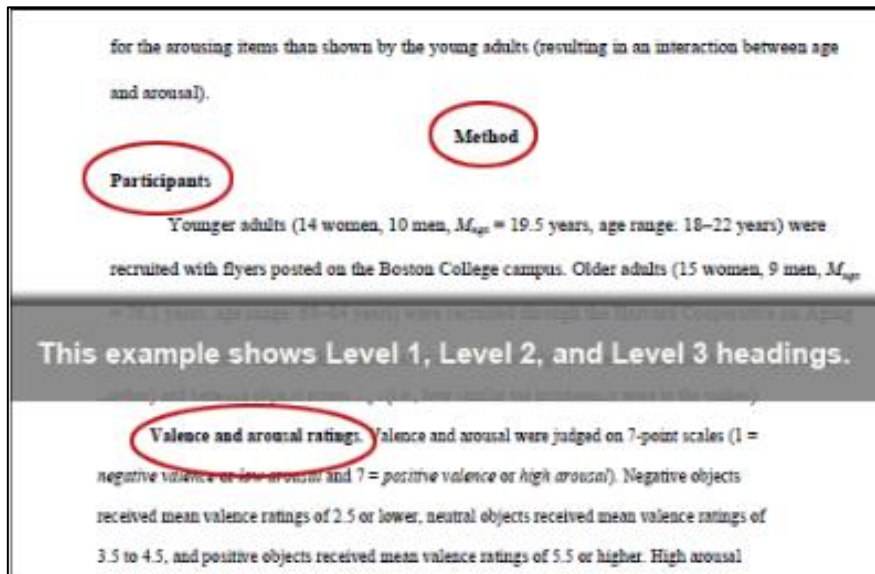 for the arousing items than shown by the young adults (resulting in an interaction between age
and arousal).
Method
Participants
Younger adults (14 women, 10 men, Mage = 19.5 years, age range: 18–22 years) were
recruited with flyers posted on the Boston College campus. Older adults (15 women, 9 men, Mage
This example shows Level 1, Level 2, and Level 3 headings.
Valence and arousal ratings. Valence and arousal were judged on 7-point scales (1 =
negative valence or low arousal and 7 = positive valence or high arousal). Negative objects
received mean valence ratings of 2.5 or lower, neutral objects received mean valence ratings of
3.5 to 4.5, and positive objects received mean valence ratings of 5.5 or higher. High arousal